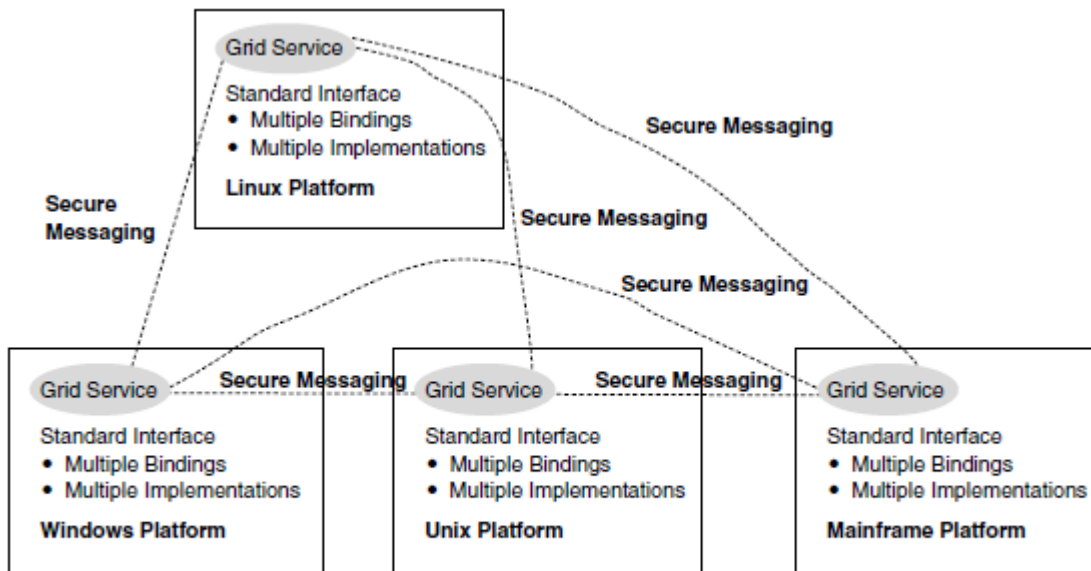 Grid Service
Standard Interface
• Multiple Bindings
• Multiple Implementations
Linux Platform
Secure Messaging
Secure
Messaging
Secure Messaging
Secure Messaging
Grid Service
Secure Messaging
Grid Service
Secure Messaging
Grid Service
Standard Interface
• Multiple Bindings
• Multiple Implementations
Windows Platform
Standard Interface
• Multiple Bindings
• Multiple Implementations
Unix Platform
Standard Interface
• Multiple Bindings
• Multiple Implementations
Mainframe Platform